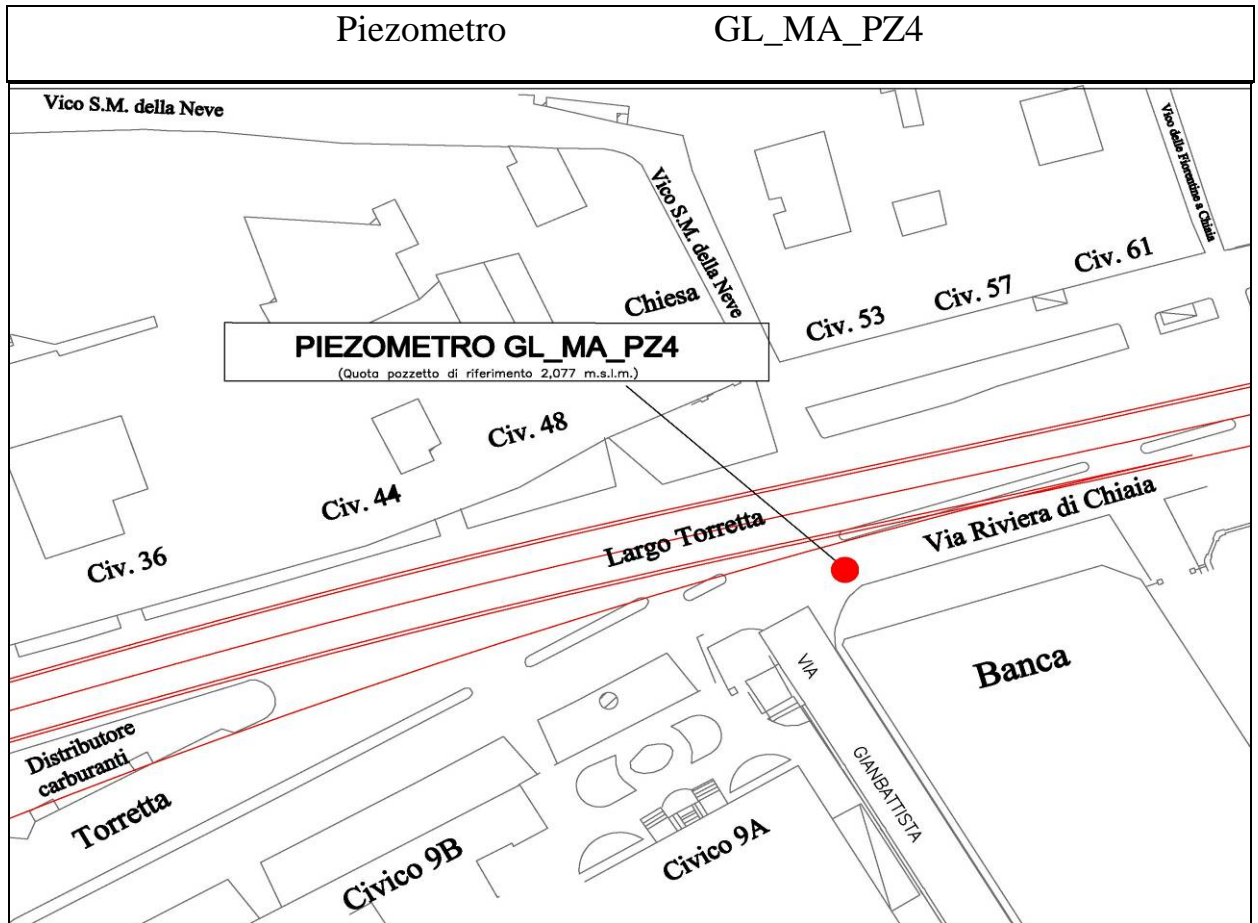 Piezometro GL_MA_PZ4
Vico S.M. della Neve
Vico delle Fiorentine a Chiaia
Vico S.M. della Neve
Civ. 61
Civ. 57
Chiesa
Civ. 53
PIEZOMETRO GL_MA_PZ4
(Quota pozzetto di riferimento 2,077 m.s.l.m.)
Civ. 48
Civ. 44
Largo Torretta
Via Riviera di Chiaia
Civ. 36
Banca
VIA
GIANBATTISTA
Distributore
carburanti
Torretta
Civico 9B
Civico 9A